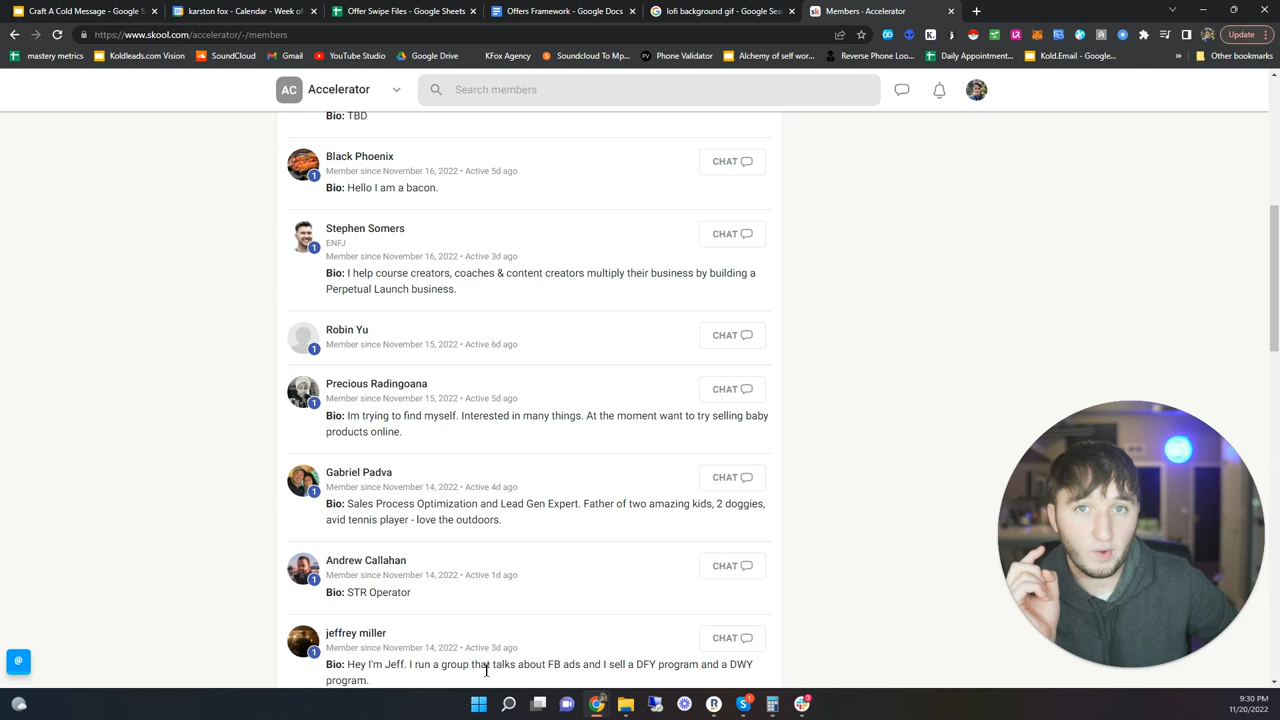 Craft A Cold Message - Google S
karston fox - Calendar - Week of
Offer Swipe Files - Google Sheets
Offers Framework - Google S
lofi background gif - Google Sea
Members · Accelerator
https://www.skool.com/accelerator/-/members
Update
mastery metrics
Koldleads.com Vision
SoundCloud
Gmail
YouTube Studio
Google Drive
KFox Agency
Soundcloud To Mp...
Phone Validator
Alchemy of self wor...
Reverse Phone Loo...
Daily Appointment...
Kold.Email - Google...
Other bookmarks
AC Accelerator
Search members
Bio: TBD
Black Phoenix
Member since November 16, 2022 • Active 5d ago
Bio: Hello I am a bacon.
CHAT
1
Stephen Somers
ENFJ
Member since November 16, 2022 • Active 3d ago
Bio: I help course creators, coaches & content creators multiply their business by building a
Perpetual Launch business.
CHAT
1
Robin Yu
Member since November 15, 2022 • Active 6d ago
CHAT
1
Precious Radingoana
Member since November 15, 2022 • Active 5d ago
Bio: Im trying to find myself. Interested in many things. At the moment want to try selling baby
products online.
CHAT
1
Gabriel Padva
Member since November 14, 2022 • Active 4d ago
Bio: Sales Process Optimization and Lead Gen Expert. Father of two amazing kids, 2 doggies,
avid tennis player - love the outdoors.
CHAT
1
Andrew Callahan
Member since November 14, 2022 • Active 1d ago
Bio: STR Operator
CHAT
1
jeffrey miller
Member since November 14, 2022 • Active 3d ago
Bio: Hey I'm Jeff. I run a group that talks about FB ads and I sell a DFY program and a DWY
program.
CHAT
1
@
9:30 PM
11/20/2022